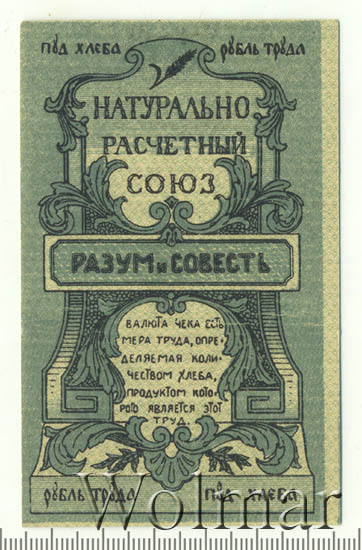 пуд хлеба рубль труда
Натурально
расчетный
союз
Разум и Совесть
Валюта чека есть
мера труда, опре-
деляемая коли-
чеством хлеба,
продуктом кото-
рого является этот
труд.
рубль труда пуд хлеба
Wolmar